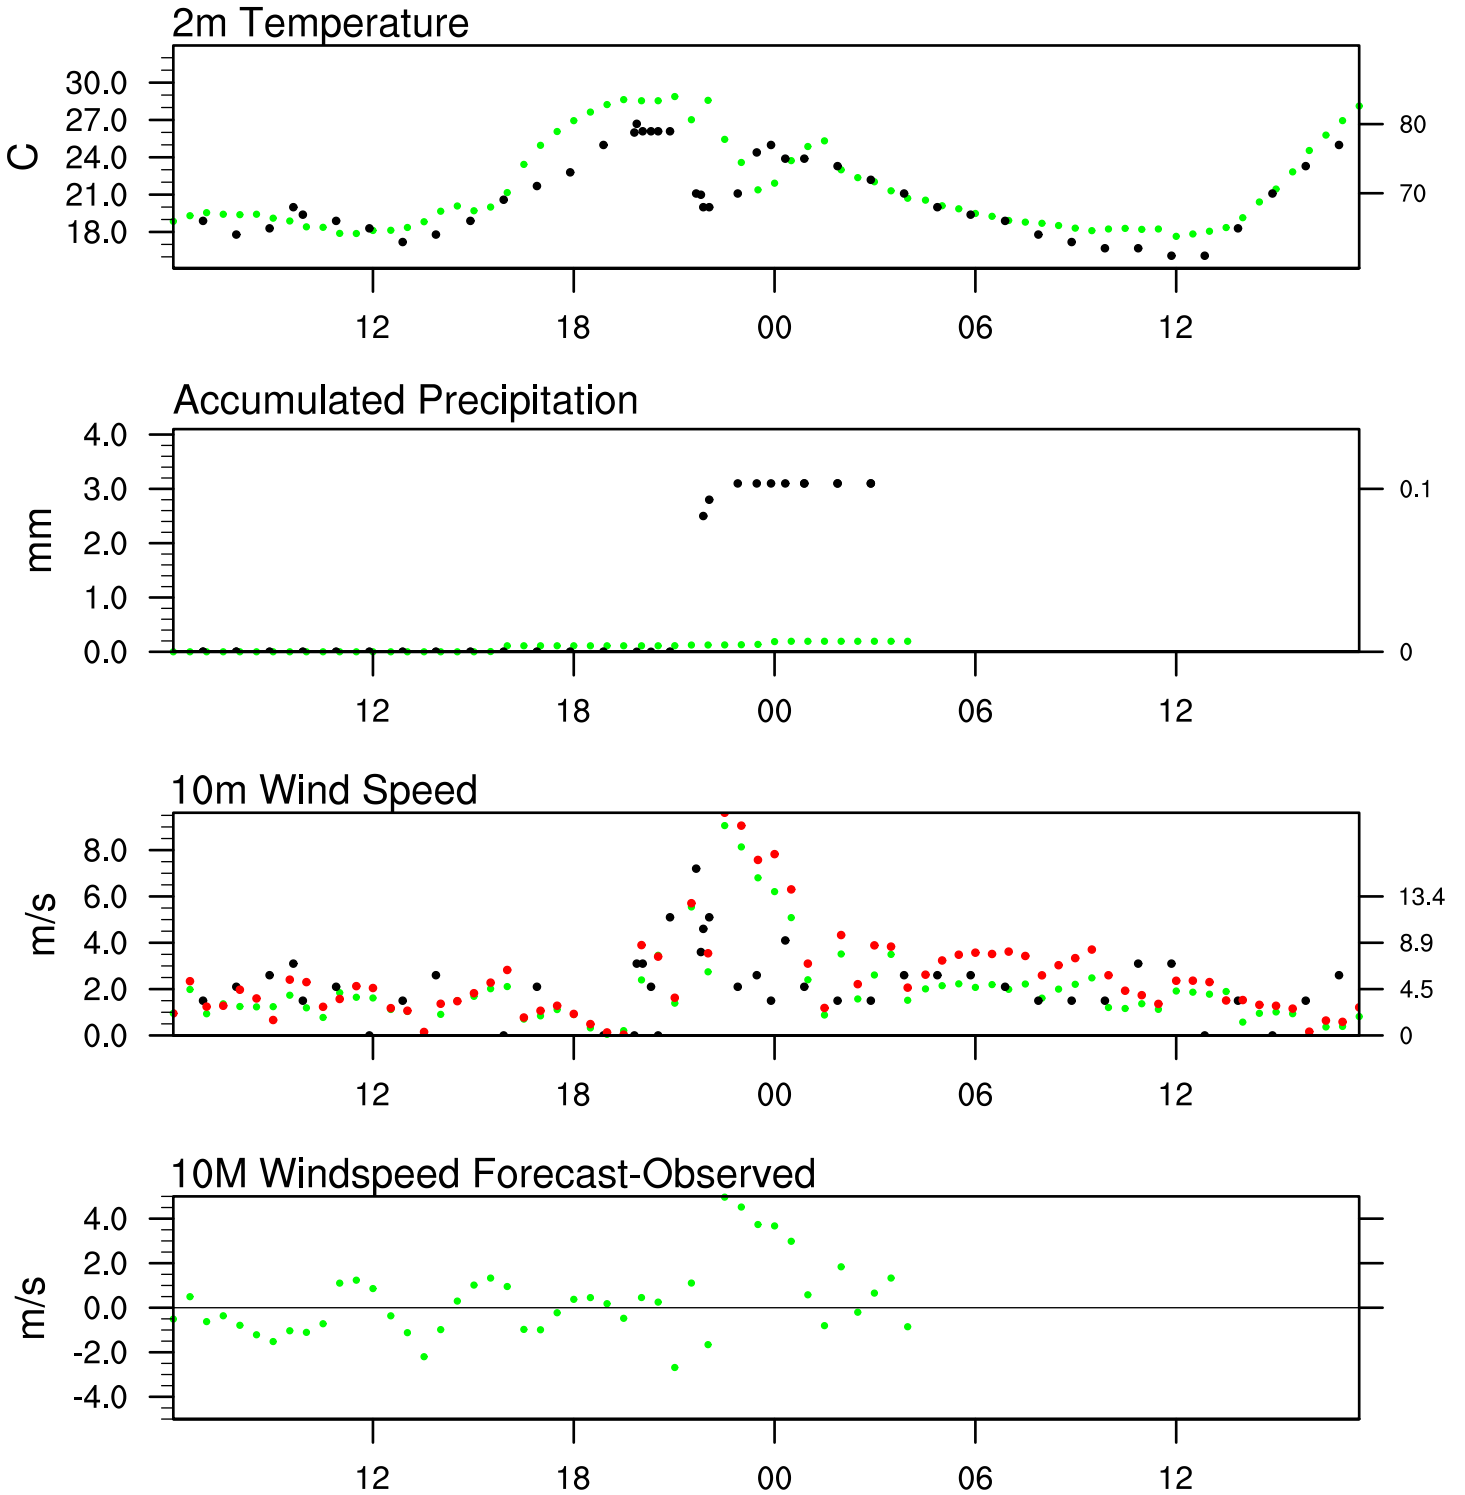 2m Temperature
30.0
27.0
24.0
21.0
18.0
C
80
70
12 18 00 06 12
Accumulated Precipitation
4.0
3.0
2.0
1.0
0.0
mm
0.1
0
12 18 00 06 12
10m Wind Speed
8.0
6.0
4.0
2.0
0.0
m/s
13.4
8.9
4.5
0
12 18 00 06 12
10M Windspeed Forecast-Observed
4.0
2.0
0.0
-2.0
-4.0
m/s
12 18 00 06 12